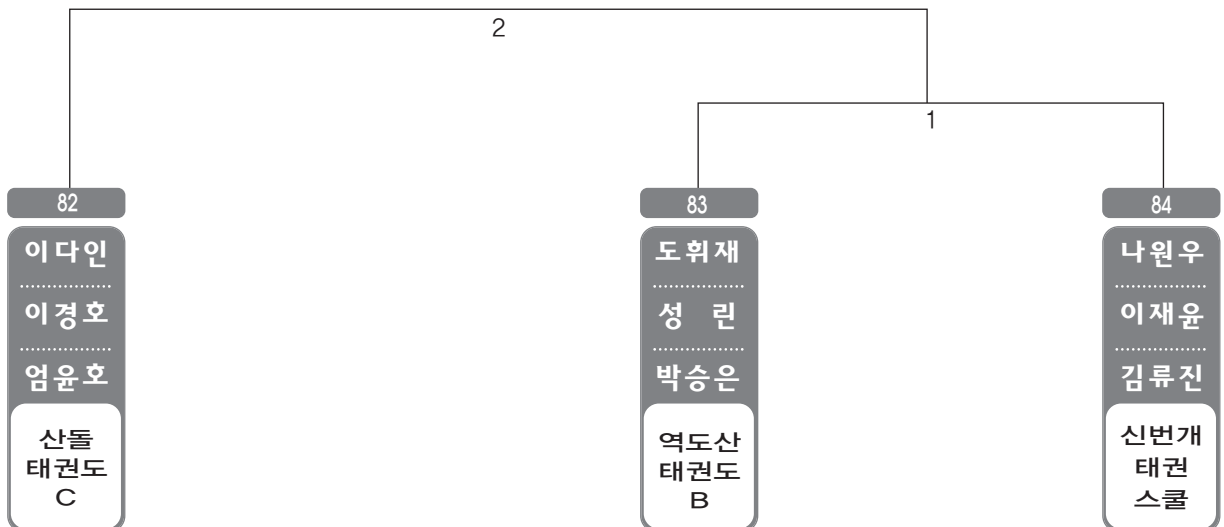 2
1
82
이다인
이경호
엄윤호
산돌
태권도
C
83
도휘재
성 린
박승은
역도산
태권도
B
84
나원우
이재윤
김류진
신번개
태권
스쿨